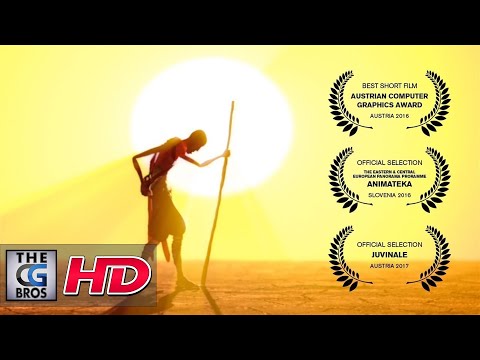 BEST SHORT FILM
AUSTRIAN COMPUTER
GRAPHICS AWARD
AUSTRIA 2016
OFFICIAL SELECTION
THE EASTERN & CENTRAL
EUROPEAN PANORAMA PROGRAMME
ANIMATEKA
SLOVENIA 2016
OFFICIAL SELECTION
JUVINALE
AUSTRIA 2017
THE
CG
BROS
HD